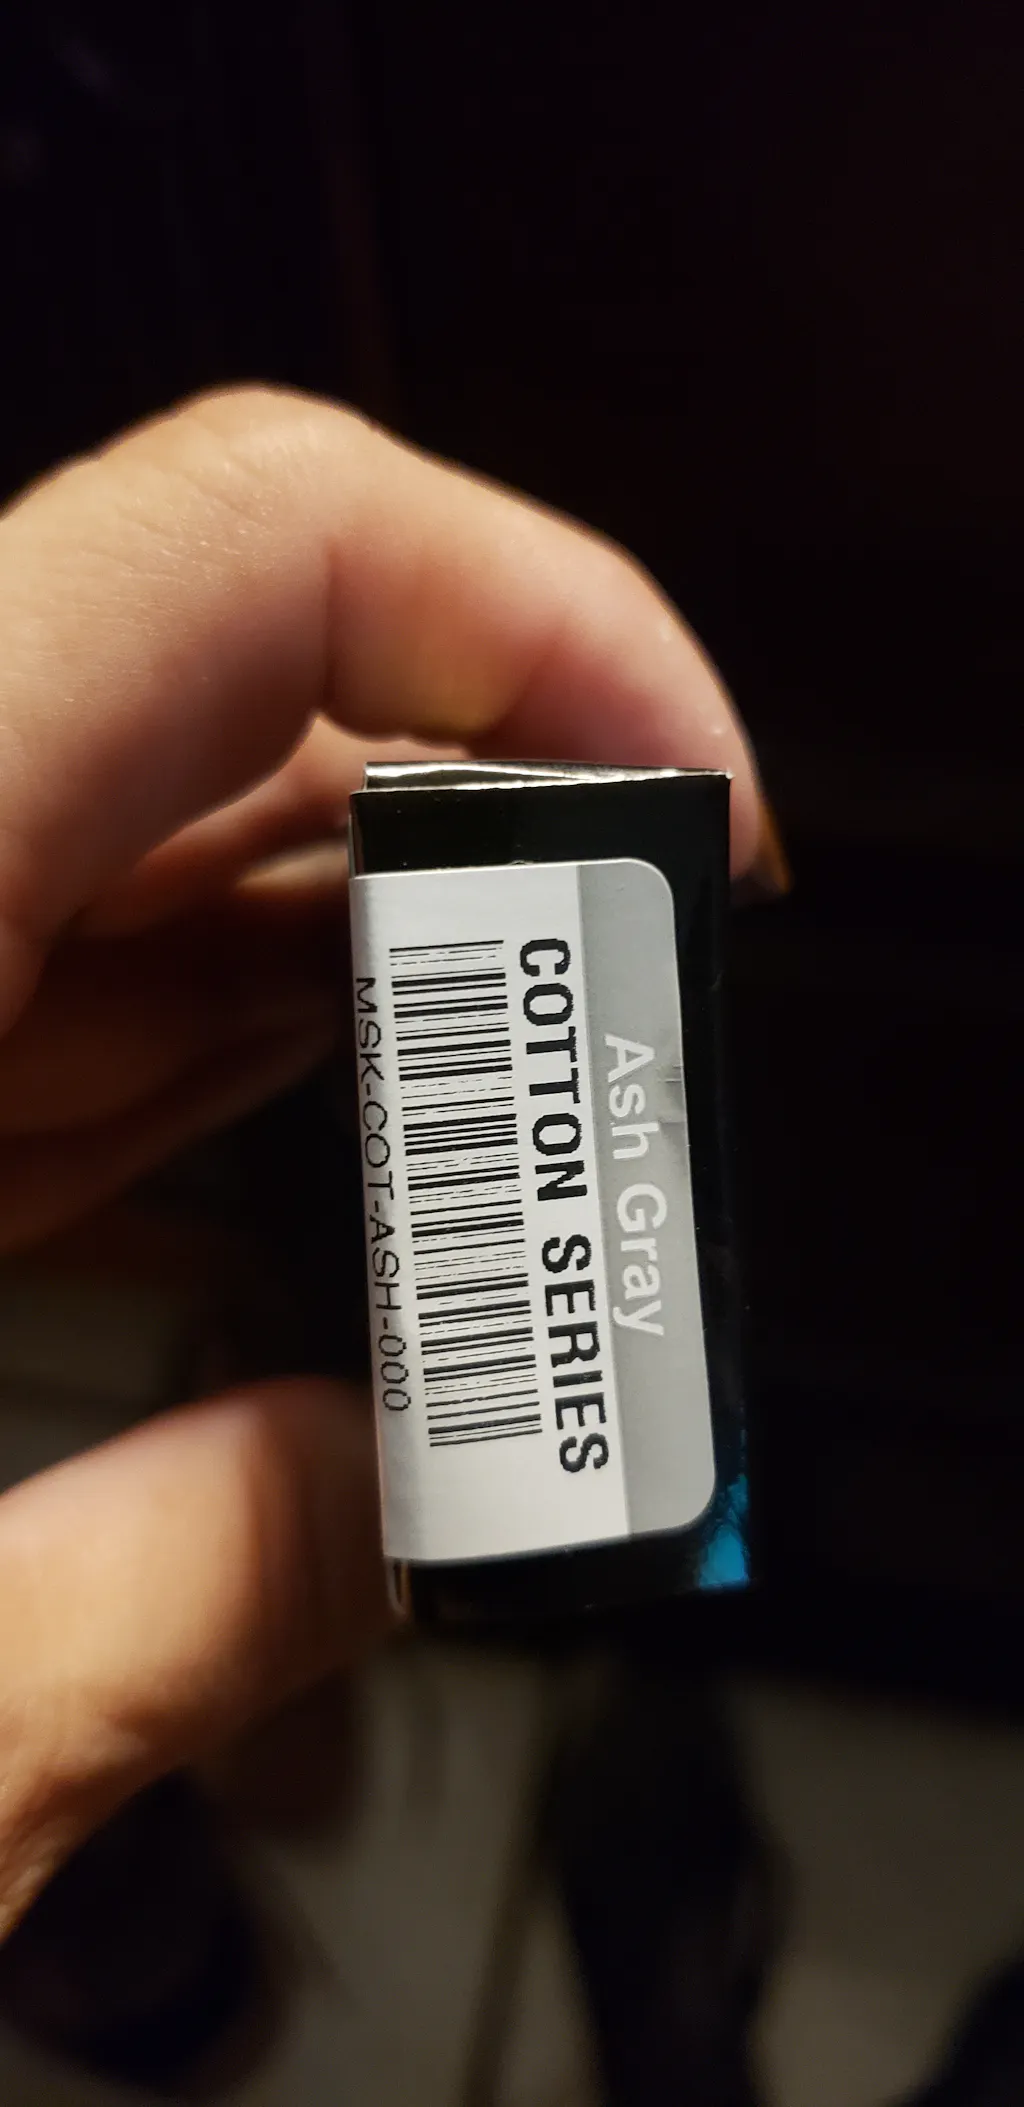 Ash Gray
COTTON SERIES
MSK-COT-ASH-000